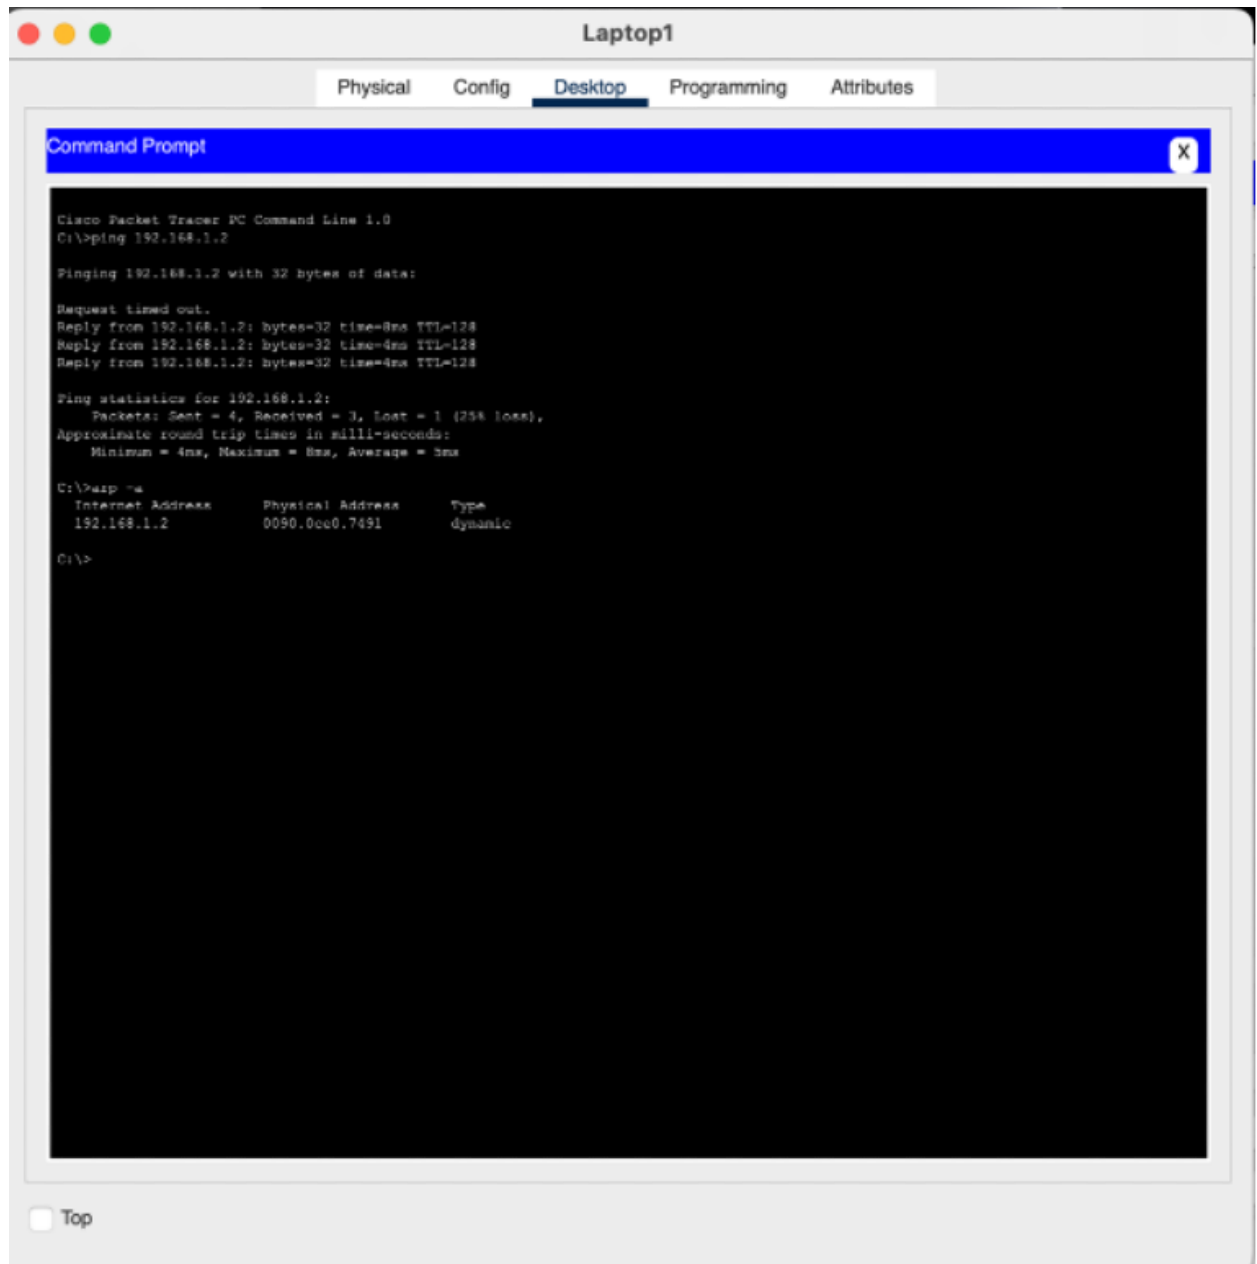 Laptop1
Physical Config Desktop Programming Attributes
Command Prompt
X
Cisco Packet Tracer PC Command Line 1.0
C:\>ping 192.168.1.2
Pinging 192.168.1.2 with 32 bytes of data:
Request timed out.
Reply from 192.168.1.2: bytes=32 time=8ms TTL=128
Reply from 192.168.1.2: bytes=32 time=4ms TTL=128
Reply from 192.168.1.2: bytes=32 time=4ms TTL=128
Ping statistics for 192.168.1.2:
Packets: Sent = 4, Received = 3, Lost = 1 (25% loss),
Approximate round trip times in milli-seconds:
Minimum = 4ms, Maximum = 8ms, Average = 5ms
C:\>arp -a
Internet Address Physical Address Type
192.168.1.2 dynamic
C:\>
Top